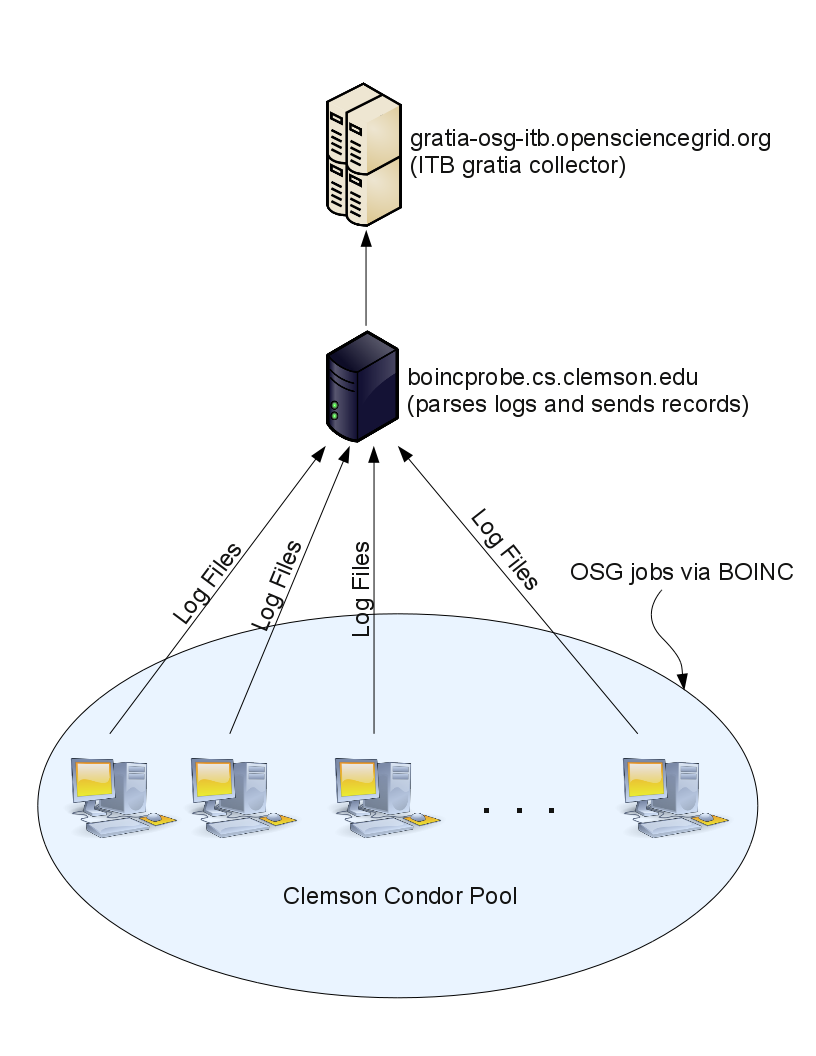 gratia-osg-itb.opensciencegrid.org
(ITB gratia collector)
boincprobe.cs.clemson.edu
(parses logs and sends records)
Log Files
Log Files
Log Files
Log Files
OSG jobs via BOINC
. . .
Clemson Condor Pool